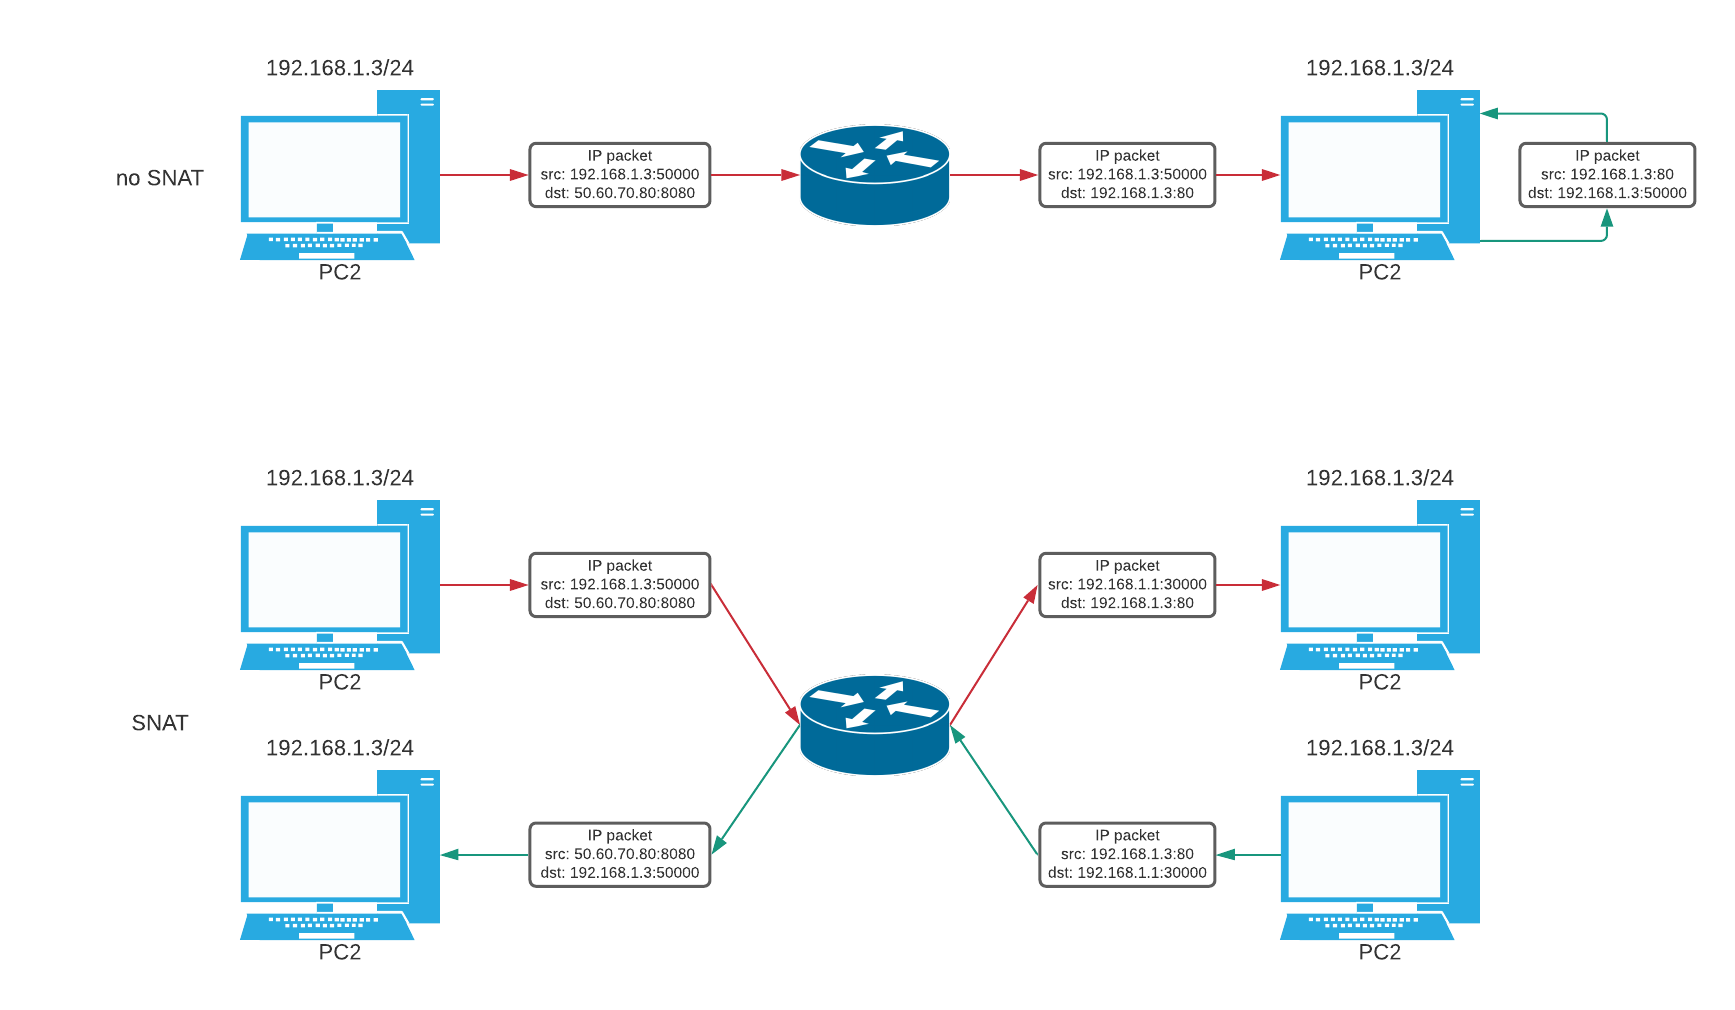 192.168.1.3/24
192.168.1.3/24
no SNAT
IP packet
src: 192.168.1.3:50000
dst: 50.60.70.80:8080
IP packet
src: 192.168.1.3:50000
dst: 192.168.1.3:80
IP packet
src: 192.168.1.3:80
dst: 192.168.1.3:50000
PC2
PC2
192.168.1.3/24
192.168.1.3/24
IP packet
src: 192.168.1.3:50000
dst: 50.60.70.80:8080
IP packet
src: 192.168.1.1:30000
dst: 192.168.1.3:80
PC2
PC2
SNAT
192.168.1.3/24
192.168.1.3/24
IP packet
src: 50.60.70.80:8080
dst: 192.168.1.3:50000
IP packet
src: 192.168.1.3:80
dst: 192.168.1.1:30000
PC2
PC2